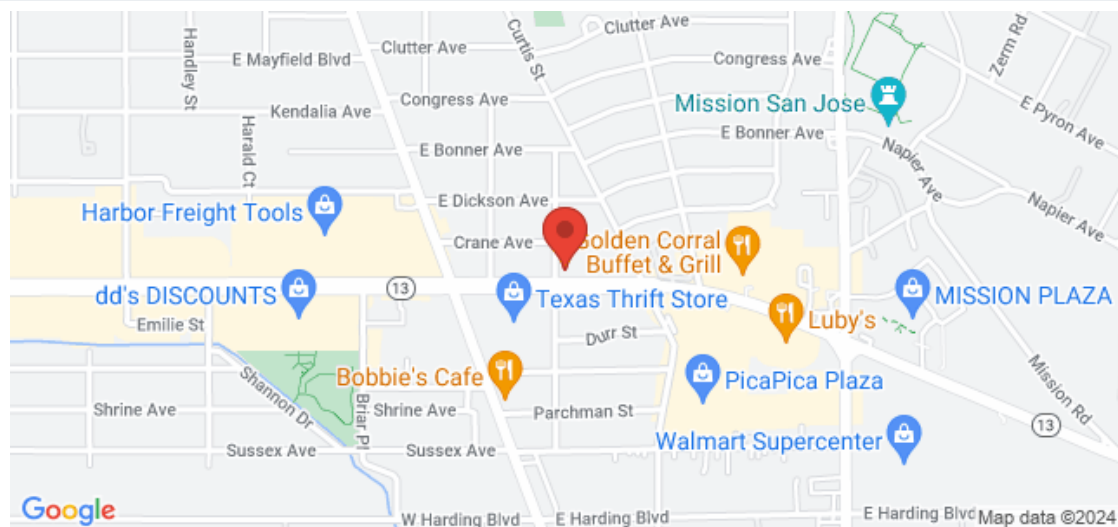 Clutter Ave
Clutter Ave
Handley St
E Mayfield Blvd
Curtis St
Congress Ave
Zerm Rd
Congress Ave
Kendalia Ave
Mission San Jose
E Pyron Ave
Harald Ct
E Bonner Ave
E Bonner Ave
Napier Ave
E Dickson Ave
Napier Ave
Harbor Freight Tools
Crane Ave
Golden Corral
Buffet & Grill
13
dd's DISCOUNTS
Texas Thrift Store
MISSION PLAZA
Emilie St
Durr St
Luby's
Bobbie's Cafe
PicaPica Plaza
Shannon Dr
Mission Rd
Shrine Ave
Briar Pl
Shrine Ave
Parchman St
13
Walmart Supercenter
Sussex Ave
Sussex Ave
Google
W Harding Blvd
E Harding Blvd
E Harding Blvd
Map data ©2024